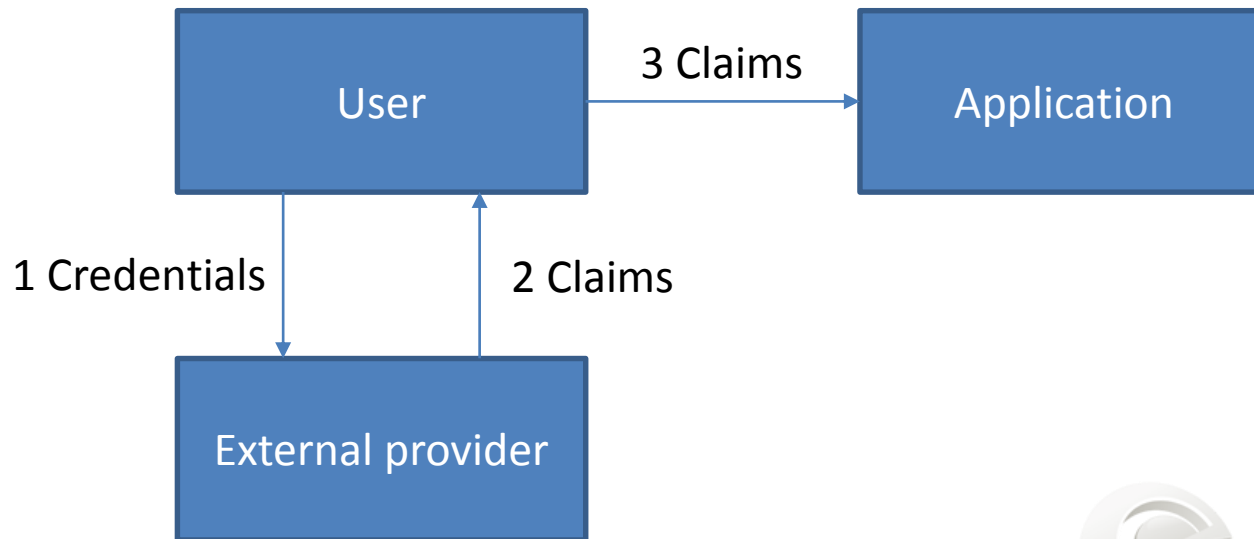 3 Claims
User
Application
1 Credentials
2 Claims
External provider